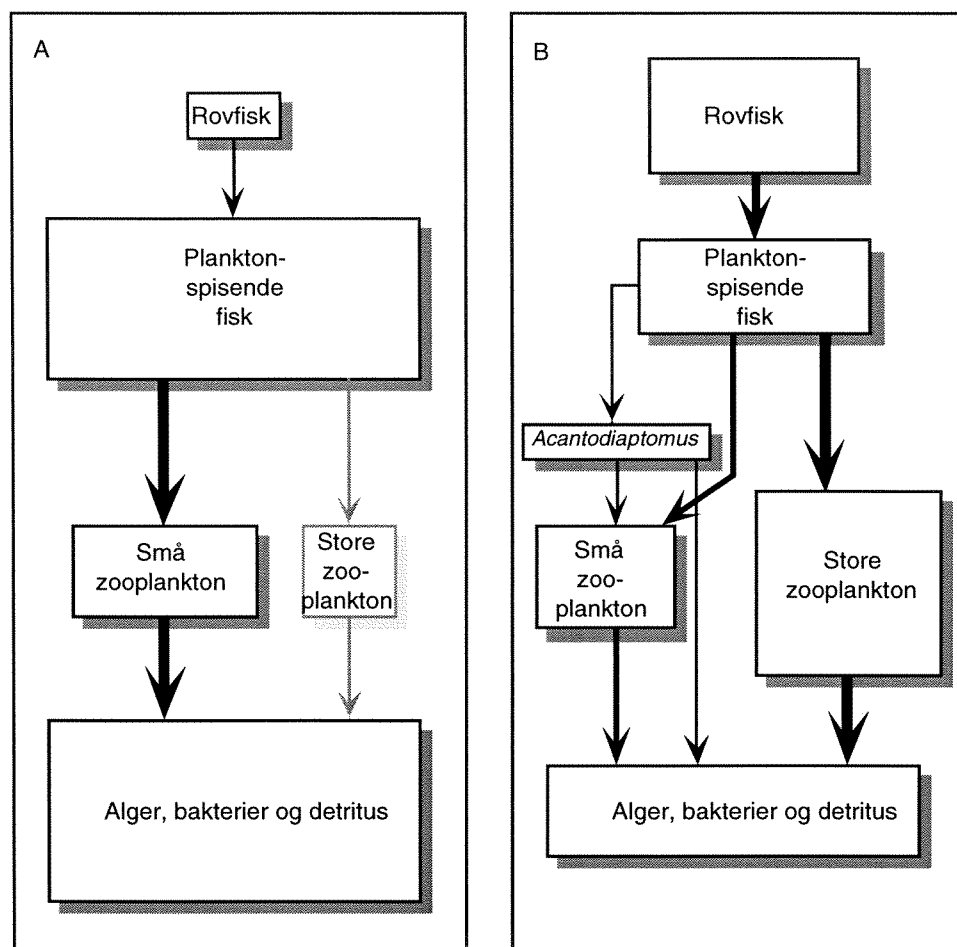 A
Rovfisk
Plankton-
spisende
fisk
Små
zooplankton
Store
zoo-
plankton
Alger, bakterier og detritus
B
Rovfisk
Plankton-
spisende
fisk
Acantodiaptomus
Små
zoo-
plankton
Store
zooplankton
Alger, bakterier og detritus